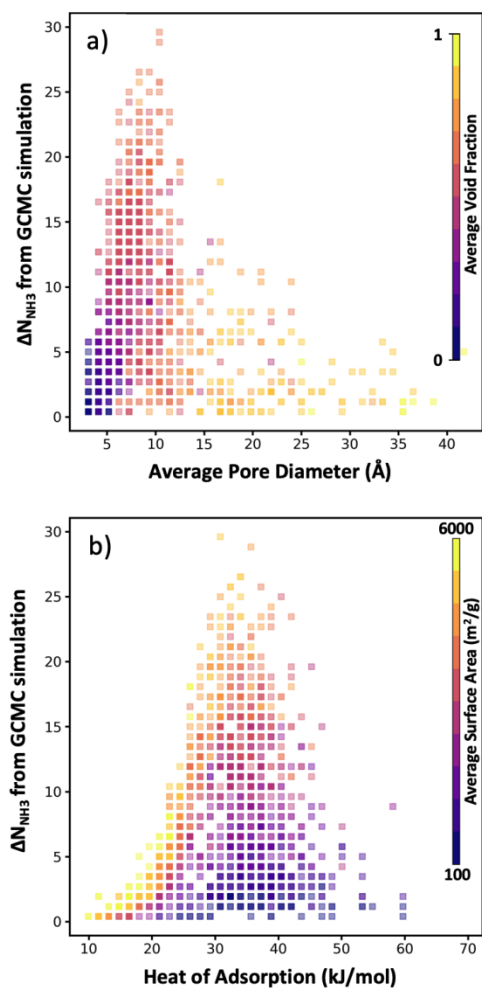 a)
1
Average Void Fraction
0
ΔN_NH3 from GCMC simulation
30
25
20
15
10
5
0
5 10 15 20 25 30 35 40
Average Pore Diameter (Å)
b)
6000
Average Surface Area (m²/g)
100
ΔN_NH3 from GCMC simulation
30
25
20
15
10
5
0
10 20 30 40 50 60 70
Heat of Adsorption (kJ/mol)